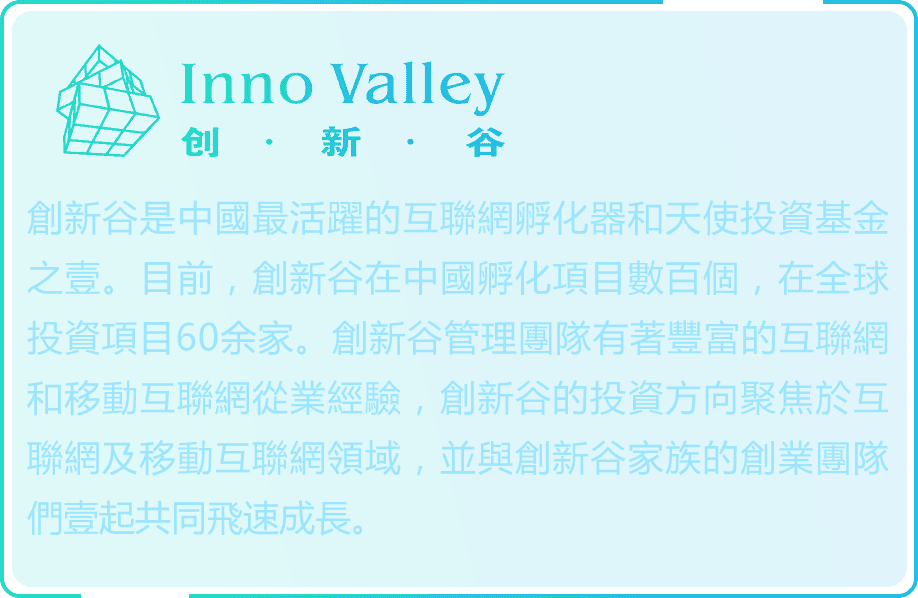 Inno Valley
创·新·谷
創新谷是中國最活躍的互聯網孵化器和天使投資基金
之壹。目前，創新谷在中國孵化項目數百個，在全球
投資項目60余家。創新谷管理團隊有著豐富的互聯網
和移動互聯網從業經驗，創新谷的投資方向聚焦於互
聯網及移動互聯網領域，並與創新谷家族的創業團隊
們壹起共同飛速成長。